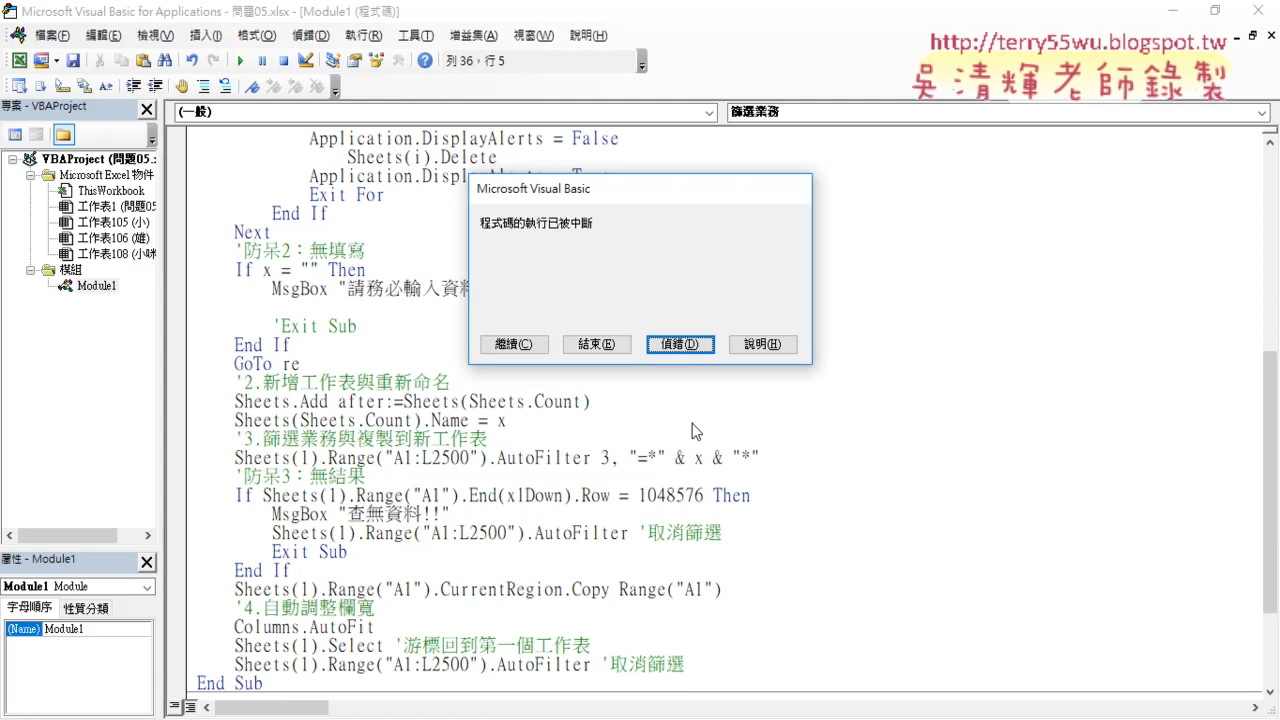 Microsoft Visual Basic for Applications - 問題05.xlsx - [Module1 (程式碼)]
檔案(F) 編輯(E) 檢視(V) 插入(I) 格式(O) 偵錯(D) 執行(R) 工具(T) 增益集(A) 視窗(W) 說明(H)
列 36，行 5
http://terry55wu.blogspot.tw
吳清輝老師錄製
專案 - VBAProject
(一般)
篩選業務
VBAProject (問題05.
Microsoft Excel 物件
ThisWorkbook
工作表1 (問題05
工作表105 (小)
工作表106 (雄)
工作表108 (小咪
模組
Module1
屬性 - Module1
Module1 Module
字母順序 性質分類
(Name) Module1
Application.DisplayAlerts = False
Sheets(i).Delete
Application.Displ
Exit For
End If
Next
'防呆2：無填寫
If x = "" Then
MsgBox "請務必輸入資料
'Exit Sub
End If
GoTo re
'2.新增工作表與重新命名
Sheets.Add after:=Sheets(Sheets.Count)
Sheets(Sheets.Count).Name = x
'3.篩選業務與複製到新工作表
Sheets(1).Range("A1:L2500").AutoFilter 3, "=*" & x & "*"
'防呆3：無結果
If Sheets(1).Range("A1").End(xlDown).Row = 1048576 Then
MsgBox "查無資料!!"
Sheets(1).Range("A1:L2500").AutoFilter '取消篩選
Exit Sub
End If
Sheets(1).Range("A1").CurrentRegion.Copy Range("A1")
'4.自動調整欄寬
Columns.AutoFit
Sheets(1).Select '游標回到第一個工作表
Sheets(1).Range("A1:L2500").AutoFilter '取消篩選
End Sub
Microsoft Visual Basic
程式碼的執行已被中斷
繼續(C) 結束(E) 偵錯(D) 說明(H)